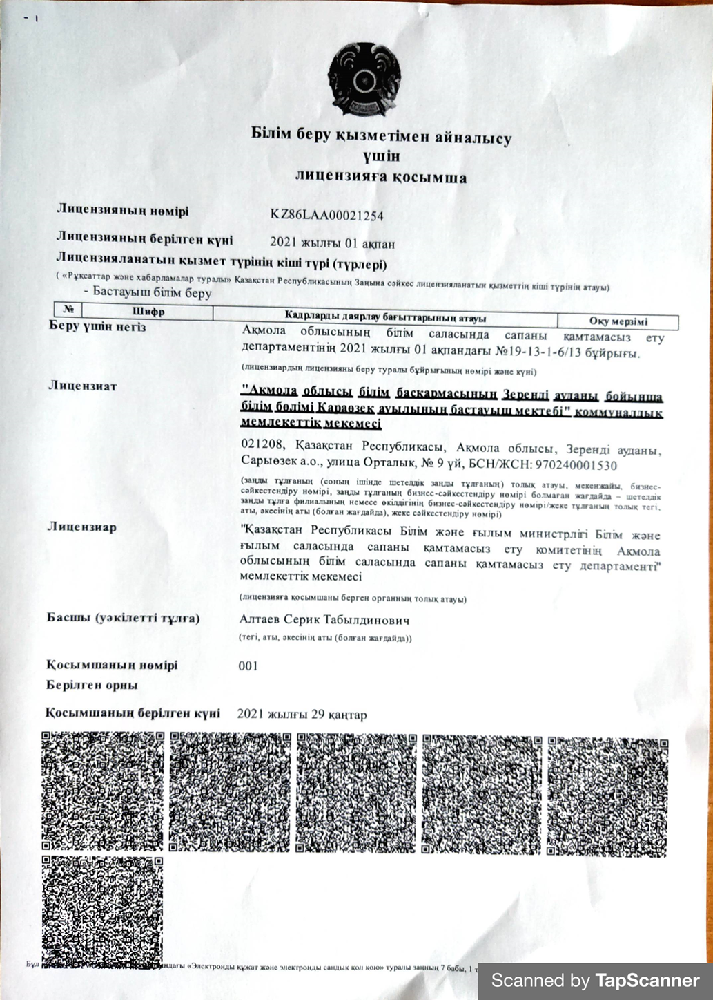 Білім беру қызметімен айналысу
үшін
лицензияға қосымша
Лицензияның нөмірі KZ86LAA00021254
Лицензияның берілген күні 2021 жылғы 01 ақпан
Лицензияланатын қызмет түрінің кіші түрі (түрлері)
( «Рұқсаттар және хабарламалар туралы» Қазақстан Республикасының Заңына сәйкес лицензияланатын қызметтің кіші түрінің атауы)
- Бастауыш білім беру
№ Шифр Кадрларды даярлау бағыттарының атауы Оқу мерзімі
Беру үшін негіз Ақмола облысының білім саласында сапаны қамтамасыз ету
департаментінің 2021 жылғы 01 ақпандағы №19-13-1-6/13 бұйрығы.
(лицензиардың лицензияны беру туралы бұйрығының нөмірі және күні)
Лицензиат "Ақмола облысы білім басқармасының Зеренді ауданы бойынша
білім бөлімі Қараөзек ауылының бастауыш мектебі" коммуналдық
мемлекеттік мекемесі
021208, Қазақстан Республикасы, Ақмола облысы, Зеренді ауданы,
Сарыөзек а.о., улица Орталык, № 9 үй, БСН/ЖСН: 970240001530
(заңды тұлғаның (соның ішінде шетелдік заңды тұлғаның) толық атауы, мекенжайы, бизнес-
сәйкестендіру нөмірі, заңды тұлғаның бизнес-сәйкестендіру нөмірі болмаған жағдайда – шетелдік
заңды тұлға филиалының немесе өкілдігінің бизнес-сәйкестендіру нөмірі/жеке тұлғаның толық тегі,
аты, әкесінің аты (болған жағдайда), жеке сәйкестендіру нөмірі)
Лицензиар "Қазақстан Республикасы Білім және ғылым министрлігі Білім және
ғылым саласында сапаны қамтамасыз ету комитетінің Ақмола
облысының білім саласында сапаны қамтамасыз ету департаменті"
мемлекеттік мекемесі
(лицензияға қосымшаны берген органның толық атауы)
Басшы (уәкілетті тұлға) Алтаев Серик Табылдинович
(тегі, аты, әкесінің аты (болған жағдайда))
Қосымшаның нөмірі 001
Берілген орны
Қосымшаның берілген күні 2021 жылғы 29 қаңтар
Бұл «Электронды құжат және электронды сандық қол қою» туралы заңның 7 бабы, 1
Scanned by TapScanner